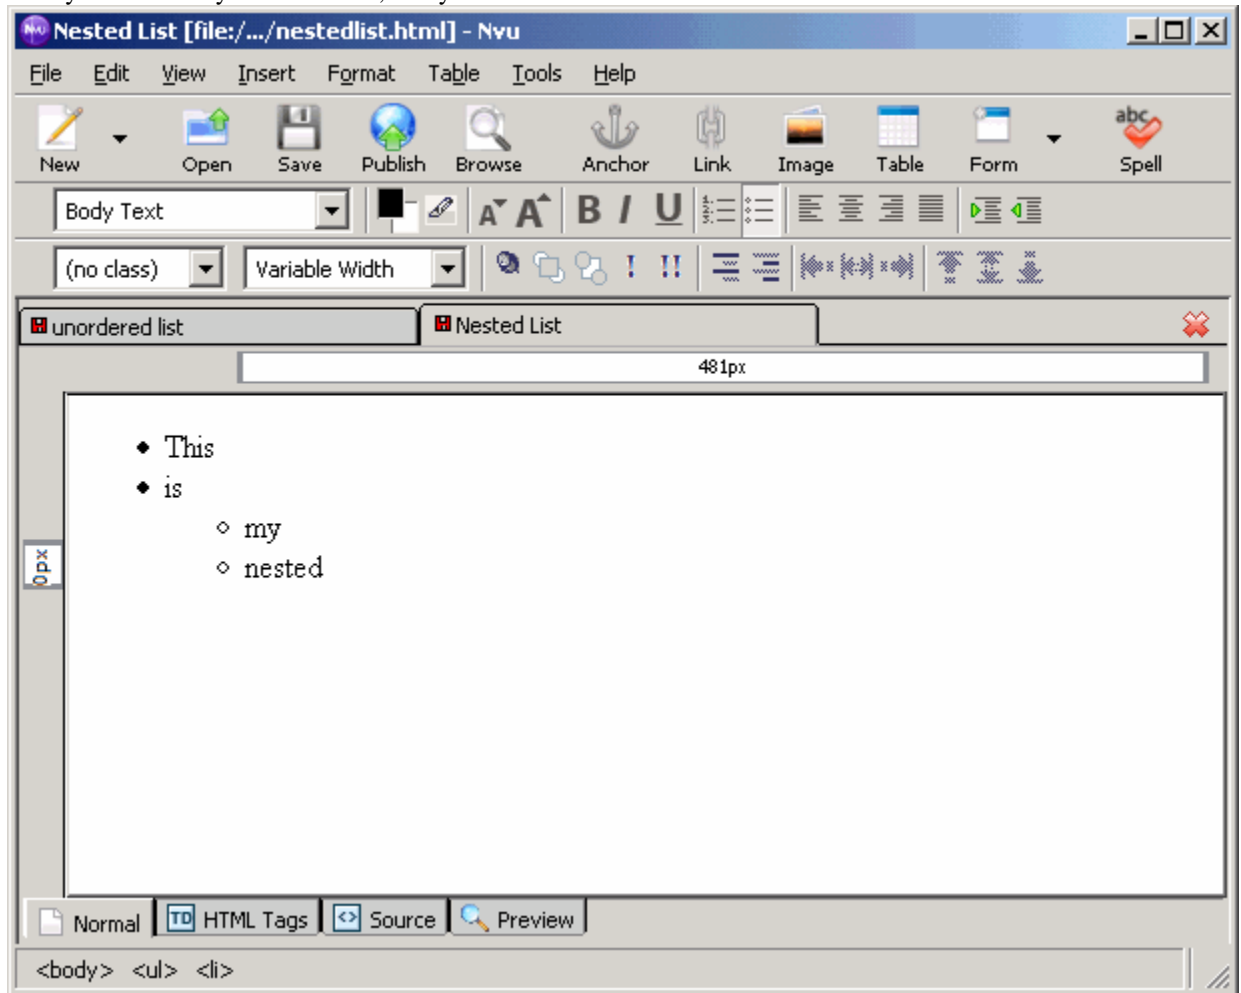 Nested List [file:/.../nestedlist.html] - Nvu
File Edit View Insert Format Table Tools Help
New Open Save Publish Browse Anchor Link Image Table Form Spell
Body Text
(no class) Variable Width
unordered list Nested List
481px
This
is
my
nested
0px
Normal HTML Tags Source Preview
<body> <ul> <li>